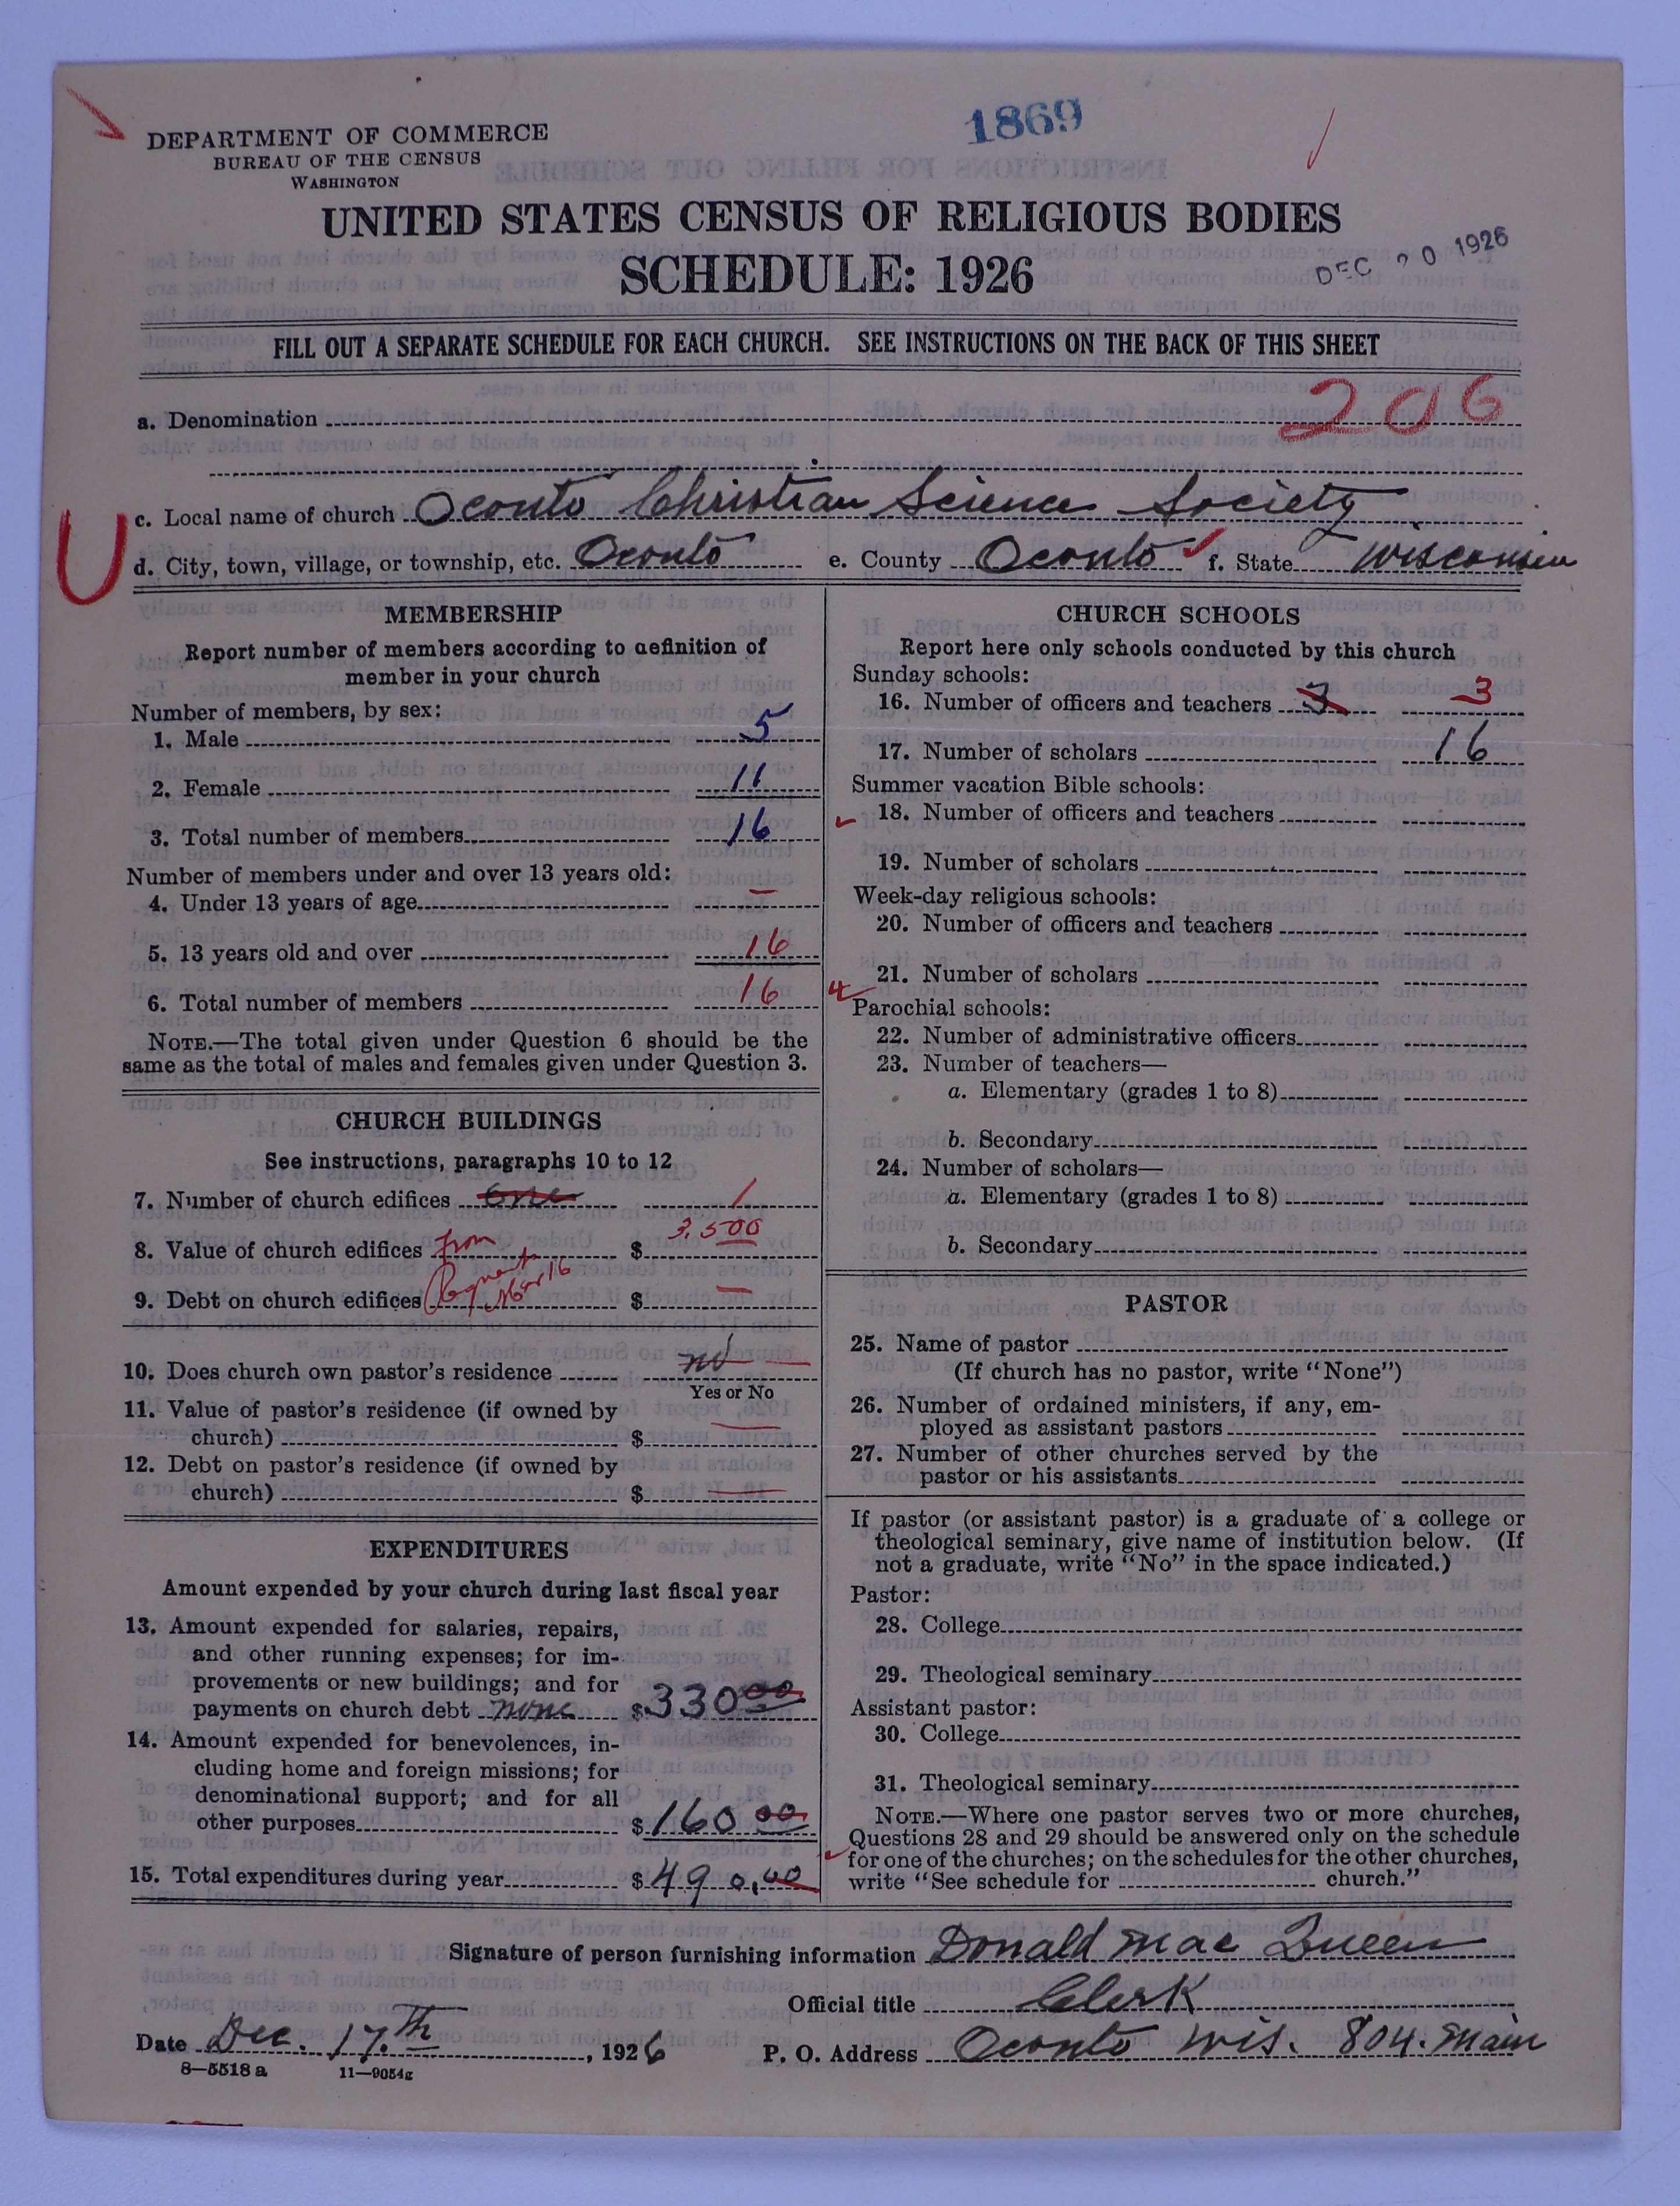 1869
DEPARTMENT OF COMMERCE
BUREAU OF THE CENSUS
WASHINGTON
UNITED STATES CENSUS OF RELIGIOUS BODIES
SCHEDULE: 1926
DEC 20 1926
FILL OUT A SEPARATE SCHEDULE FOR EACH CHURCH. SEE INSTRUCTIONS ON THE BACK OF THIS SHEET
206
a. Denomination
c. Local name of church Oconto Christian Science Society
d. City, town, village, or township, etc. Oconto e. County Oconto f. State Wisconsin
U
MEMBERSHIP
Report number of members according to definition of
member in your church
Number of members, by sex:
1. Male 5
2. Female 11
3. Total number of members 16
Number of members under and over 13 years old:
4. Under 13 years of age —
5. 13 years old and over 16
6. Total number of members 16
NOTE.—The total given under Question 6 should be the
same as the total of males and females given under Question 3.
CHURCH BUILDINGS
See instructions, paragraphs 10 to 12
7. Number of church edifices one 1
8. Value of church edifices from $ 3,500
9. Debt on church edifices Mar 16 $ —
10. Does church own pastor's residence no —
Yes or No
11. Value of pastor's residence (if owned by
church) $ —
12. Debt on pastor's residence (if owned by
church) $ —
EXPENDITURES
Amount expended by your church during last fiscal year
13. Amount expended for salaries, repairs,
and other running expenses; for im-
provements or new buildings; and for
payments on church debt none $330 00
14. Amount expended for benevolences, in-
cluding home and foreign missions; for
denominational support; and for all
other purposes $160 00
15. Total expenditures during year $490.00
CHURCH SCHOOLS
Report here only schools conducted by this church
Sunday schools:
16. Number of officers and teachers 3 3
17. Number of scholars 16
Summer vacation Bible schools:
18. Number of officers and teachers
19. Number of scholars
Week-day religious schools:
20. Number of officers and teachers
21. Number of scholars
Parochial schools:
22. Number of administrative officers
23. Number of teachers—
a. Elementary (grades 1 to 8)
b. Secondary
24. Number of scholars—
a. Elementary (grades 1 to 8)
b. Secondary
PASTOR
25. Name of pastor
(If church has no pastor, write "None")
26. Number of ordained ministers, if any, em-
ployed as assistant pastors
27. Number of other churches served by the
pastor or his assistants
If pastor (or assistant pastor) is a graduate of a college or
theological seminary, give name of institution below. (If
not a graduate, write "No" in the space indicated.)
Pastor:
28. College
29. Theological seminary
Assistant pastor:
30. College
31. Theological seminary
NOTE.—Where one pastor serves two or more churches,
Questions 28 and 29 should be answered only on the schedule
for one of the churches; on the schedules for the other churches,
write "See schedule for church."
Signature of person furnishing information Donald Mac Queen
Official title Clerk
Date Dec. 17.th, 1926 P. O. Address Oconto Wis. 804. Main
8—5518 a 11—9054g